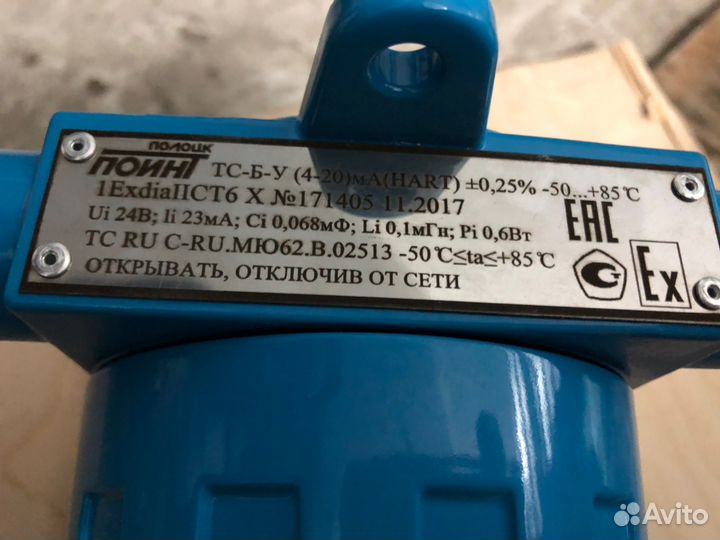 ПОЛОЦК
ПОИНТ ТС-Б-У (4-20)мА(HART) ±0,25% -50...+85℃
1ExdiaIICT6 X №171405 11.2017
Ui 24В; Ii 23мА; Ci 0,068мФ; Li 0,1мГн; Pi 0,6Вт
ТС RU C-RU.МЮ62.В.02513 -50℃≤ta≤+85℃
ОТКРЫВАТЬ, ОТКЛЮЧИВ ОТ СЕТИ
EAC
Ex
Avito